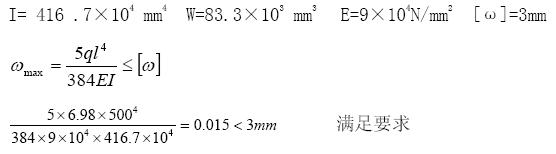 I= 416 .7×10⁴ mm⁴ W=83.3×10³ mm³ E=9×10⁴N/mm² [ω]=3mm
ω_max = 5ql⁴/384EI ≤[ω]
5×6.98×500⁴/384×9×10⁴×416.7×10⁴ = 0.015 < 3mm 满足要求